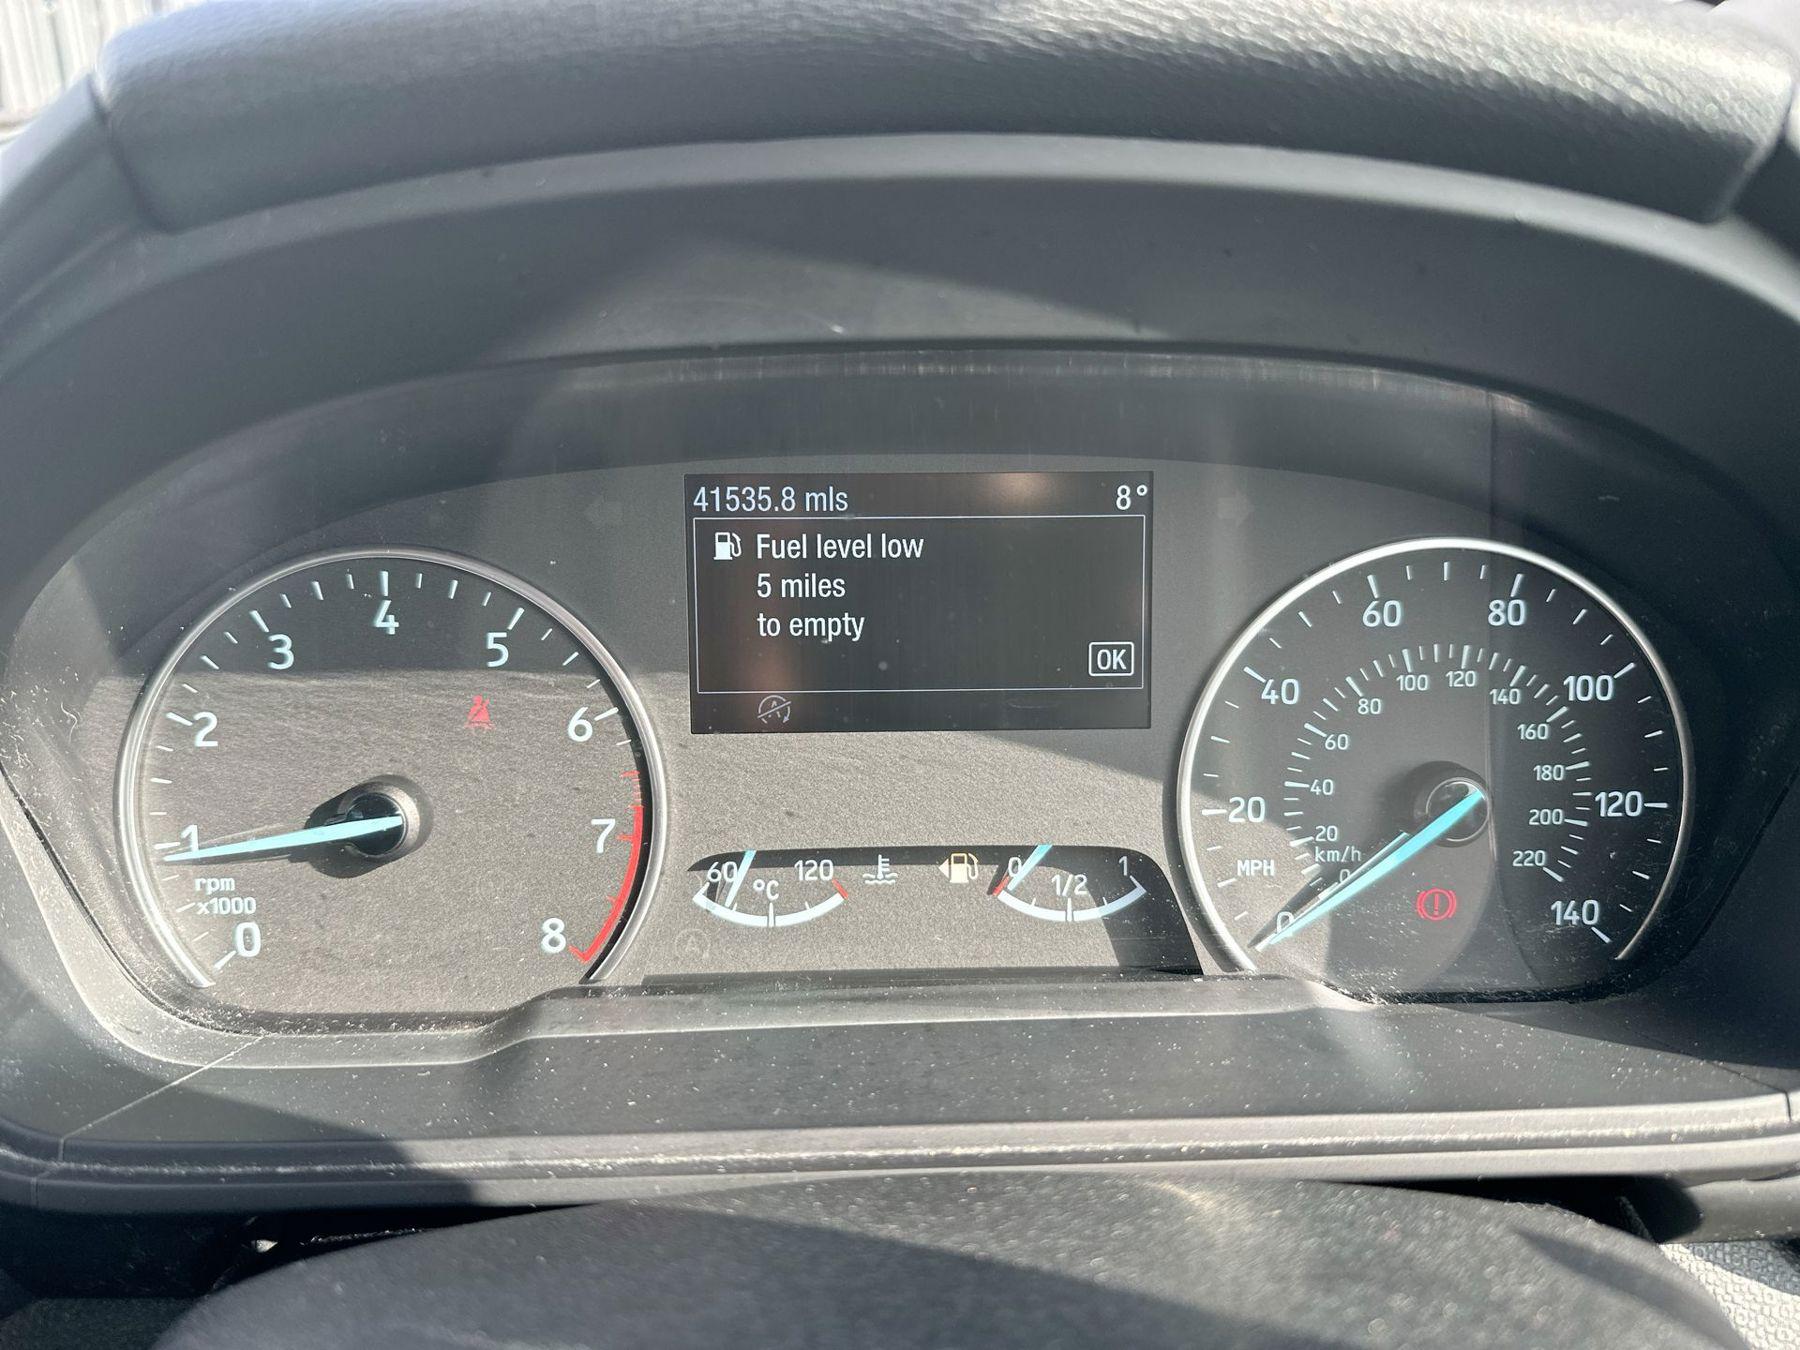 41535.8 mls 8°
Fuel level low
5 miles
to empty
OK
0 1 2 3 4 5 6 7 8
rpm
x1000
60 °C 120
0 1/2 1
0 20 40 60 80 100 120 140
MPH
0 20 40 60 80 100 120 140 160 180 200 220
km/h